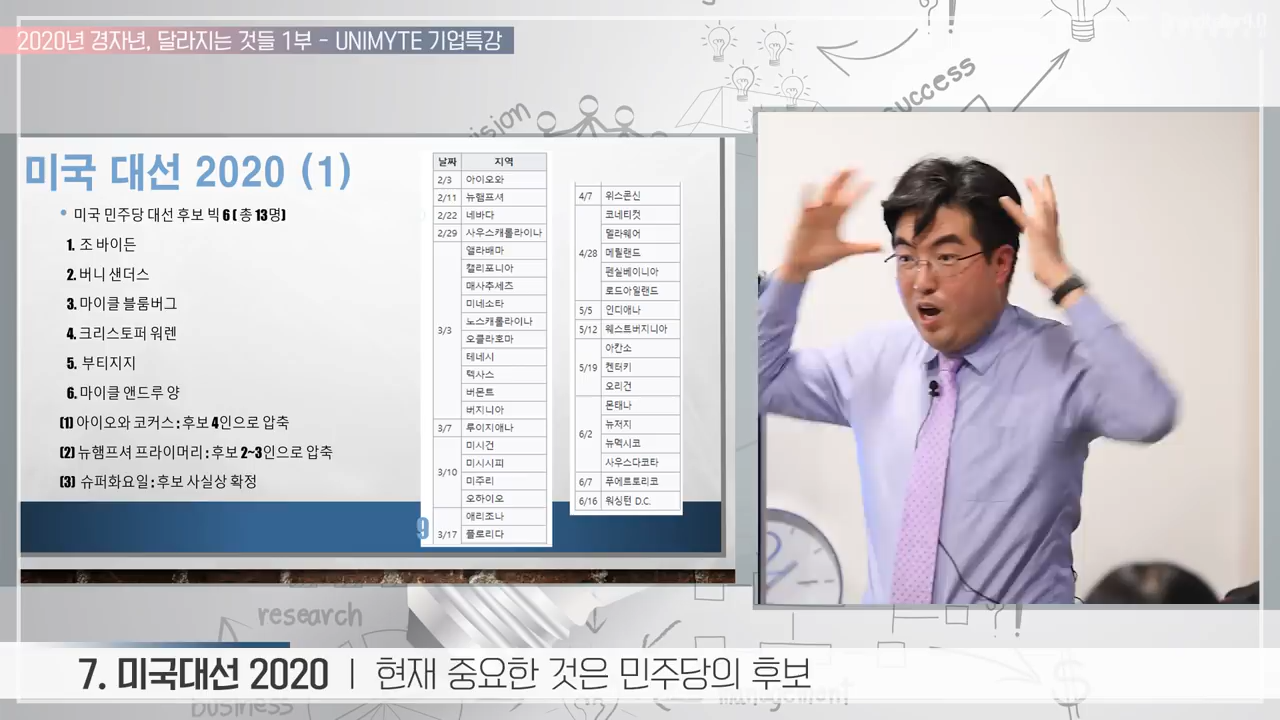 2020년 경자년, 달라지는 것들 1부 - UNIMYTE 기업특강
success
미국 대선 2020 (1)
• 미국 민주당 대선 후보 빅 6 ( 총 13명)
1. 조 바이든
2. 버니 샌더스
3. 마이클 블룸버그
4. 크리스토퍼 워렌
5. 부티지지
6. 마이클 앤드루 양
(1) 아이오와 코커스 : 후보 4인으로 압축
(2) 뉴햄프셔 프라이머리 : 후보 2~3인으로 압축
(3) 슈퍼화요일 : 후보 사실상 확정
9
날짜 지역
2/3 아이오와
2/11 뉴햄프셔
2/22 네바다
2/29 사우스캐롤라이나
앨라배마
캘리포니아
매사추세츠
미네소타
3/3 노스캐롤라이나
오클라호마
테네시
텍사스
버몬트
버지니아
3/7 루이지애나
미시건
3/10 미시시피
미주리
오하이오
애리조나
3/17 플로리다
4/7 위스콘신
코네티컷
델라웨어
4/28 메릴랜드
펜실베이니아
로드아일랜드
5/5 인디애나
5/12 웨스트버지니아
아칸소
5/19 켄터키
오리건
몬태나
6/2 뉴저지
뉴멕시코
사우스다코타
6/7 푸에르토리코
6/16 워싱턴 D.C.
research
7. 미국대선 2020 | 현재 중요한 것은 민주당의 후보
business
management